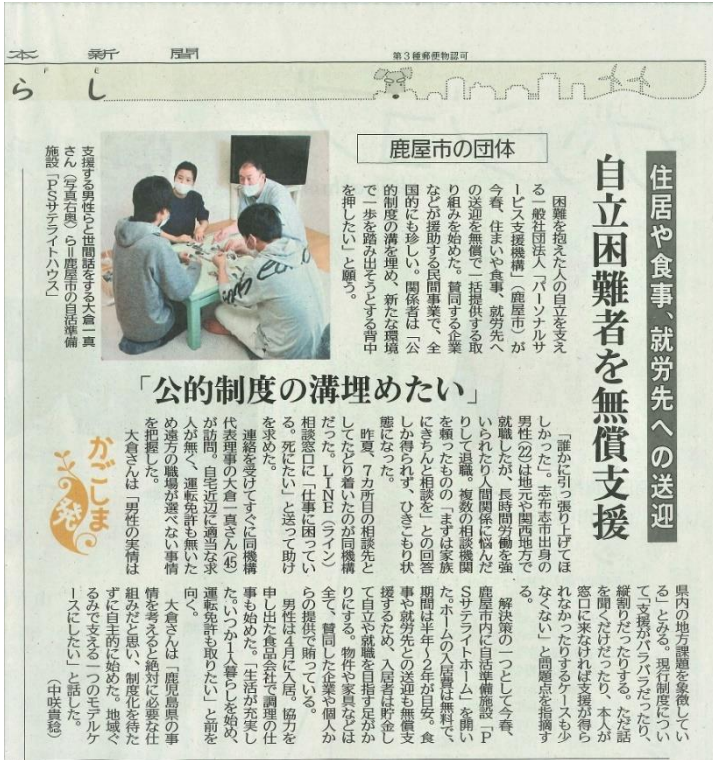 本新聞
第3種郵便物認可
らし
住居や食事、就労先への送迎
自立困難者を無償支援
鹿屋市の団体
困難を抱えた人の自立を支え
る一般社団法人「パーソナルサ
ービス支援機構」(鹿屋市)が
今春、住まいや食事、就労先へ
の送迎を無償で一括提供する取
り組みを始めた。賛同する企業
などが援助する民間事業で、全
国的にも珍しい。関係者は「公
的制度の溝を埋め、新たな環境
で一歩を踏み出そうとする背中
を押したい」と願う。
支援する男性らと世間話をする大倉一真
さん(写真右奥)ら=鹿屋市の自活準備
施設「PSサテライトハウス」
「公的制度の溝埋めたい」
「誰かに引っ張り上げてほ
しかった」。志布志市出身の
男性(22)は地元や関西地方で
就職したが、長時間労働を強
いられたり人間関係に悩んだ
りして退職。複数の相談機関
を頼ったものの「まずは家族
にきちんと相談を」との回答
しか得られず、ひきこもり状
態になった。
昨夏、7カ所目の相談先と
してたどり着いたのが同機構
だった。LINE(ライン)
相談窓口に「仕事に困ってい
る。死にたい」と送って助け
を求めた。
連絡を受けてすぐに同機構
代表理事の大倉一真さん(45)
が訪問。自宅近辺に適当な求
人が無く、運転免許も無いた
め遠方の職場が選べない事情
を把握した。
大倉さんは「男性の実情は
かごしま発
県内の地方課題を象徴してい
る」とみる。現行制度につい
て「支援がバラバラだったり、
縦割りだったりする。ただ話
を聞くだけだったり、本人が
窓口に来なければ支援が得ら
れなかったりするケースも少
なくない」と問題点を指摘す
る。
解決策の一つとして今春、
鹿屋市内に自活準備施設「P
Sサテライトホーム」を開い
た。ホームの入居費は無料で、
期間は半年〜2年が目安。食
事や就労先との送迎も無償支
援するため、入居者は貯金し
て自立や就職を目指す足がか
りにする。物件や家具などは
全て、賛同した企業や個人か
らの提供で賄っている。
男性は4月に入居。協力を
申し出た食品会社で調理の仕
事も始めた。「生活が充実し
た。いつか1人暮らしを始め、
運転免許も取りたい」と前を
向く。
大倉さんは「鹿児島県の事
情を考えると絶対に必要な仕
組みだと思い、制度化を待た
ずに自主的に始めた。地域ぐ
るみで支える一つのモデルケ
ースにしたい」と話した。
(中咲貴稔)